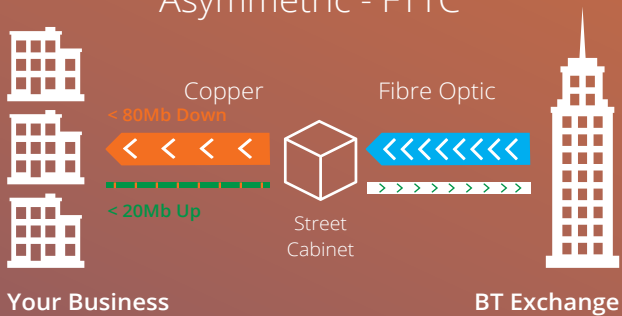 Asymmetric - FTTC
Copper
Fibre Optic
< 80Mb Down
< 20Mb Up
Street
Cabinet
Your Business
BT Exchange